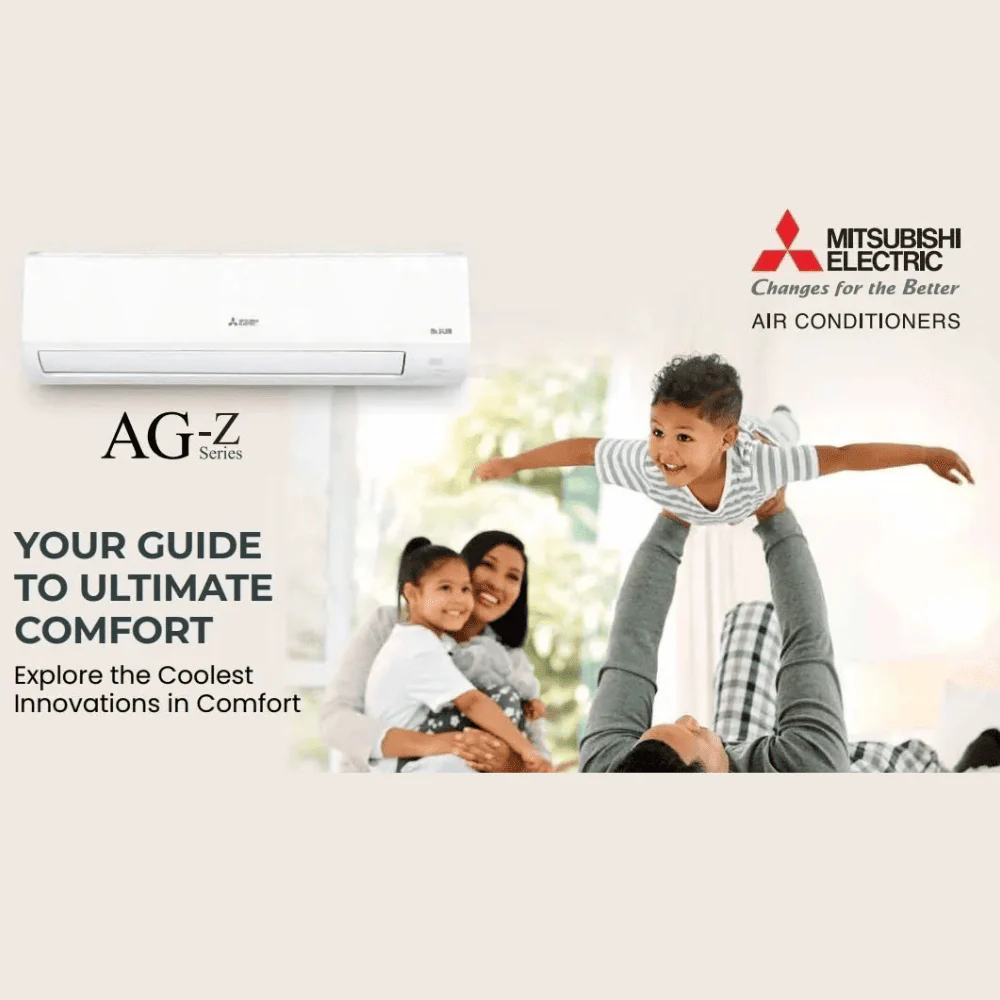 MITSUBISHI
ELECTRIC
Changes for the Better
AIR CONDITIONERS
AG-Z
Series
YOUR GUIDE
TO ULTIMATE
COMFORT
Explore the Coolest
Innovations in Comfort